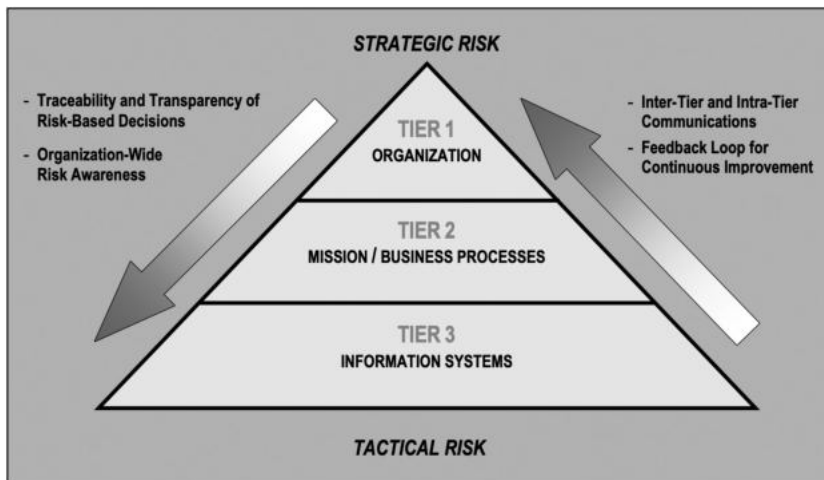 STRATEGIC RISK
- Traceability and Transparency of
Risk-Based Decisions
- Organization-Wide
Risk Awareness
- Inter-Tier and Intra-Tier
Communications
- Feedback Loop for
Continuous Improvement
TIER 1
ORGANIZATION
TIER 2
MISSION / BUSINESS PROCESSES
TIER 3
INFORMATION SYSTEMS
TACTICAL RISK